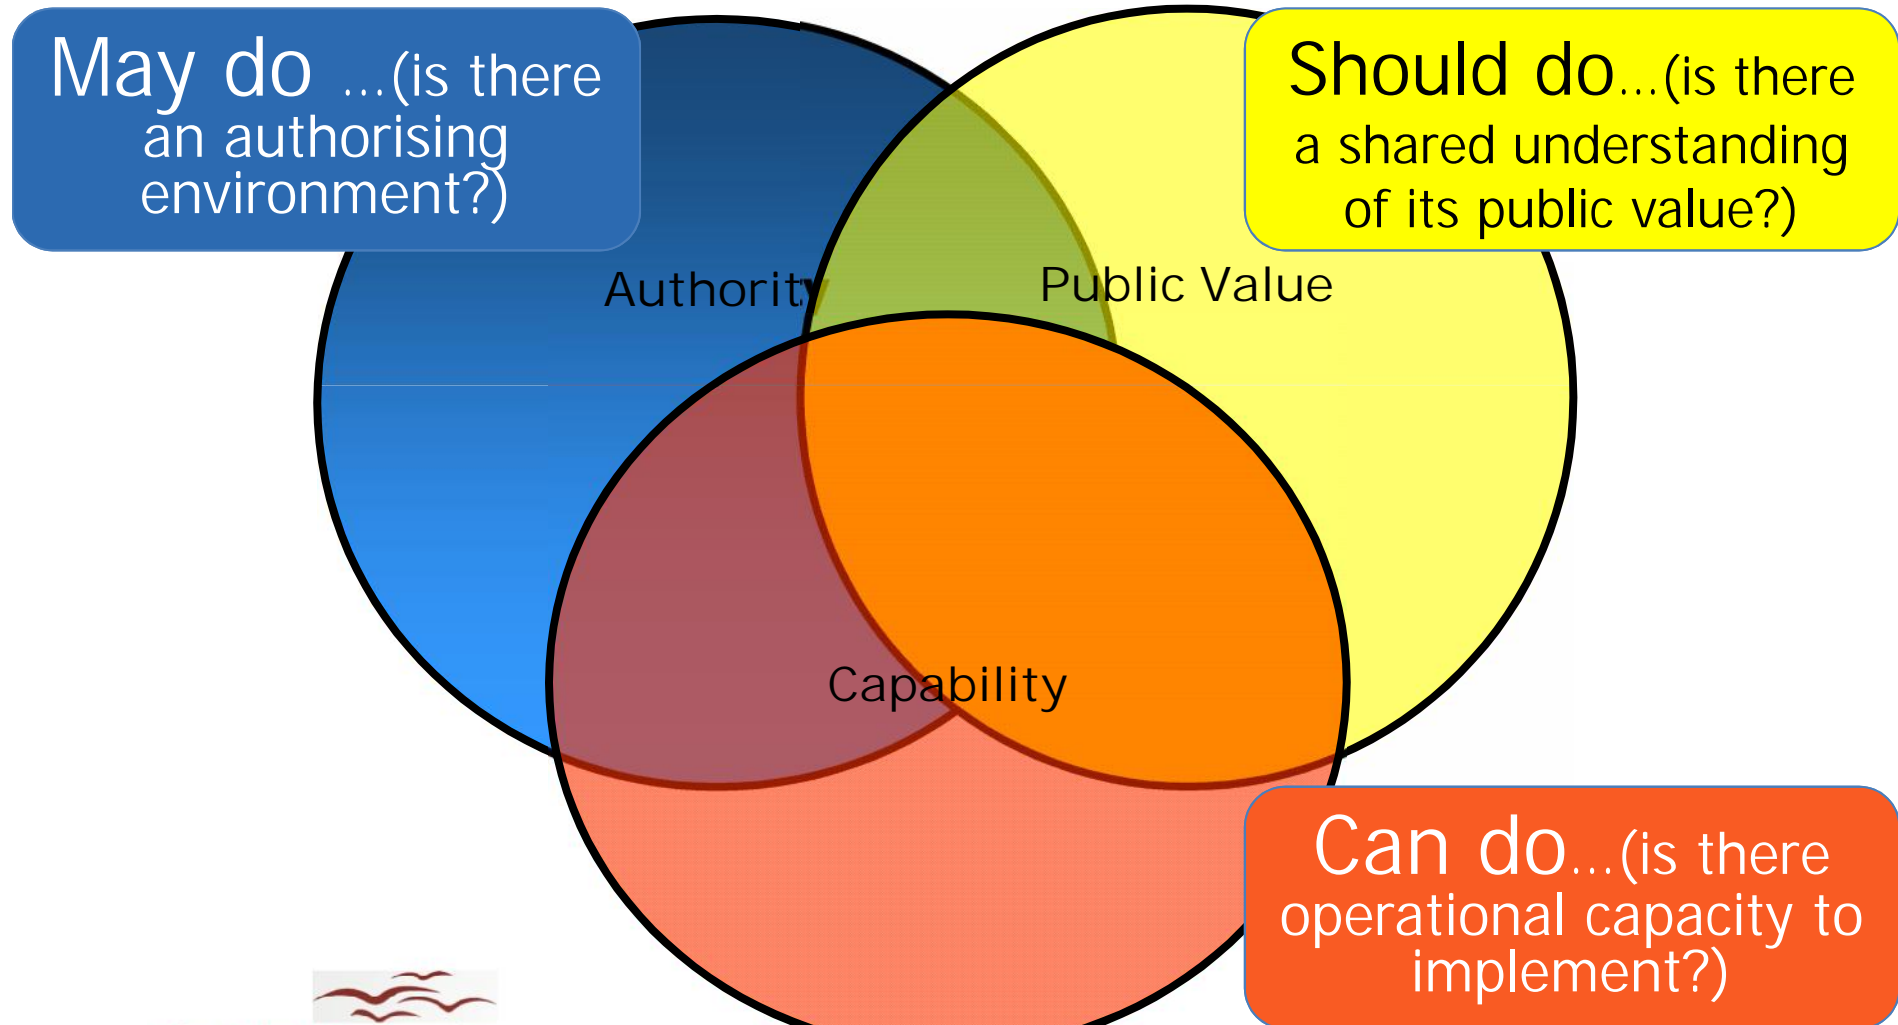 May do ...(is there
an authorising
environment?)
Should do...(is there
a shared understanding
of its public value?)
Authority
Public Value
Capability
Can do...(is there
operational capacity to
implement?)